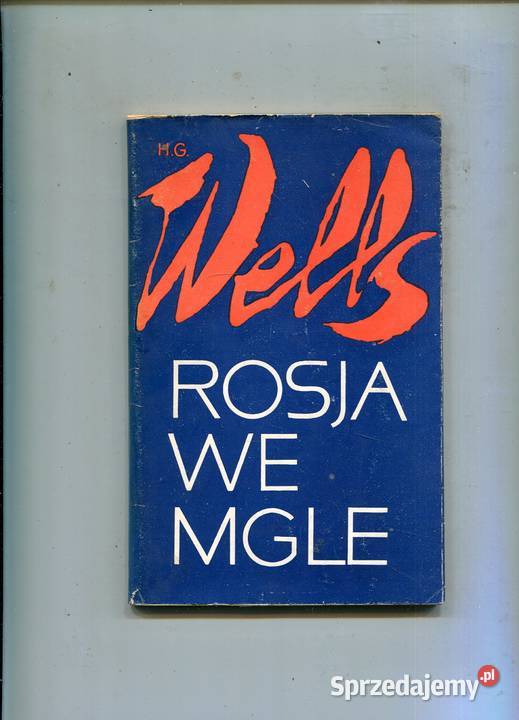 H.G.
Wells
ROSJA
WE
MGLE
Sprzedajemy.pl